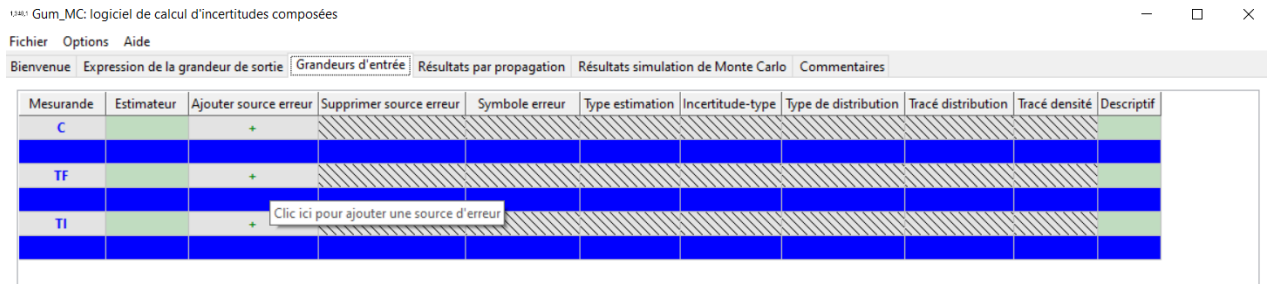 Gum_MC: logiciel de calcul d'incertitudes composées
Fichier Options Aide
Bienvenue Expression de la grandeur de sortie Grandeurs d'entrée Résultats par propagation Résultats simulation de Monte Carlo Commentaires
Mesurande Estimateur Ajouter source erreur Supprimer source erreur Symbole erreur Type estimation Incertitude-type Type de distribution Tracé distribution Tracé densité Descriptif
C +
TF +
Clic ici pour ajouter une source d'erreur
TI +